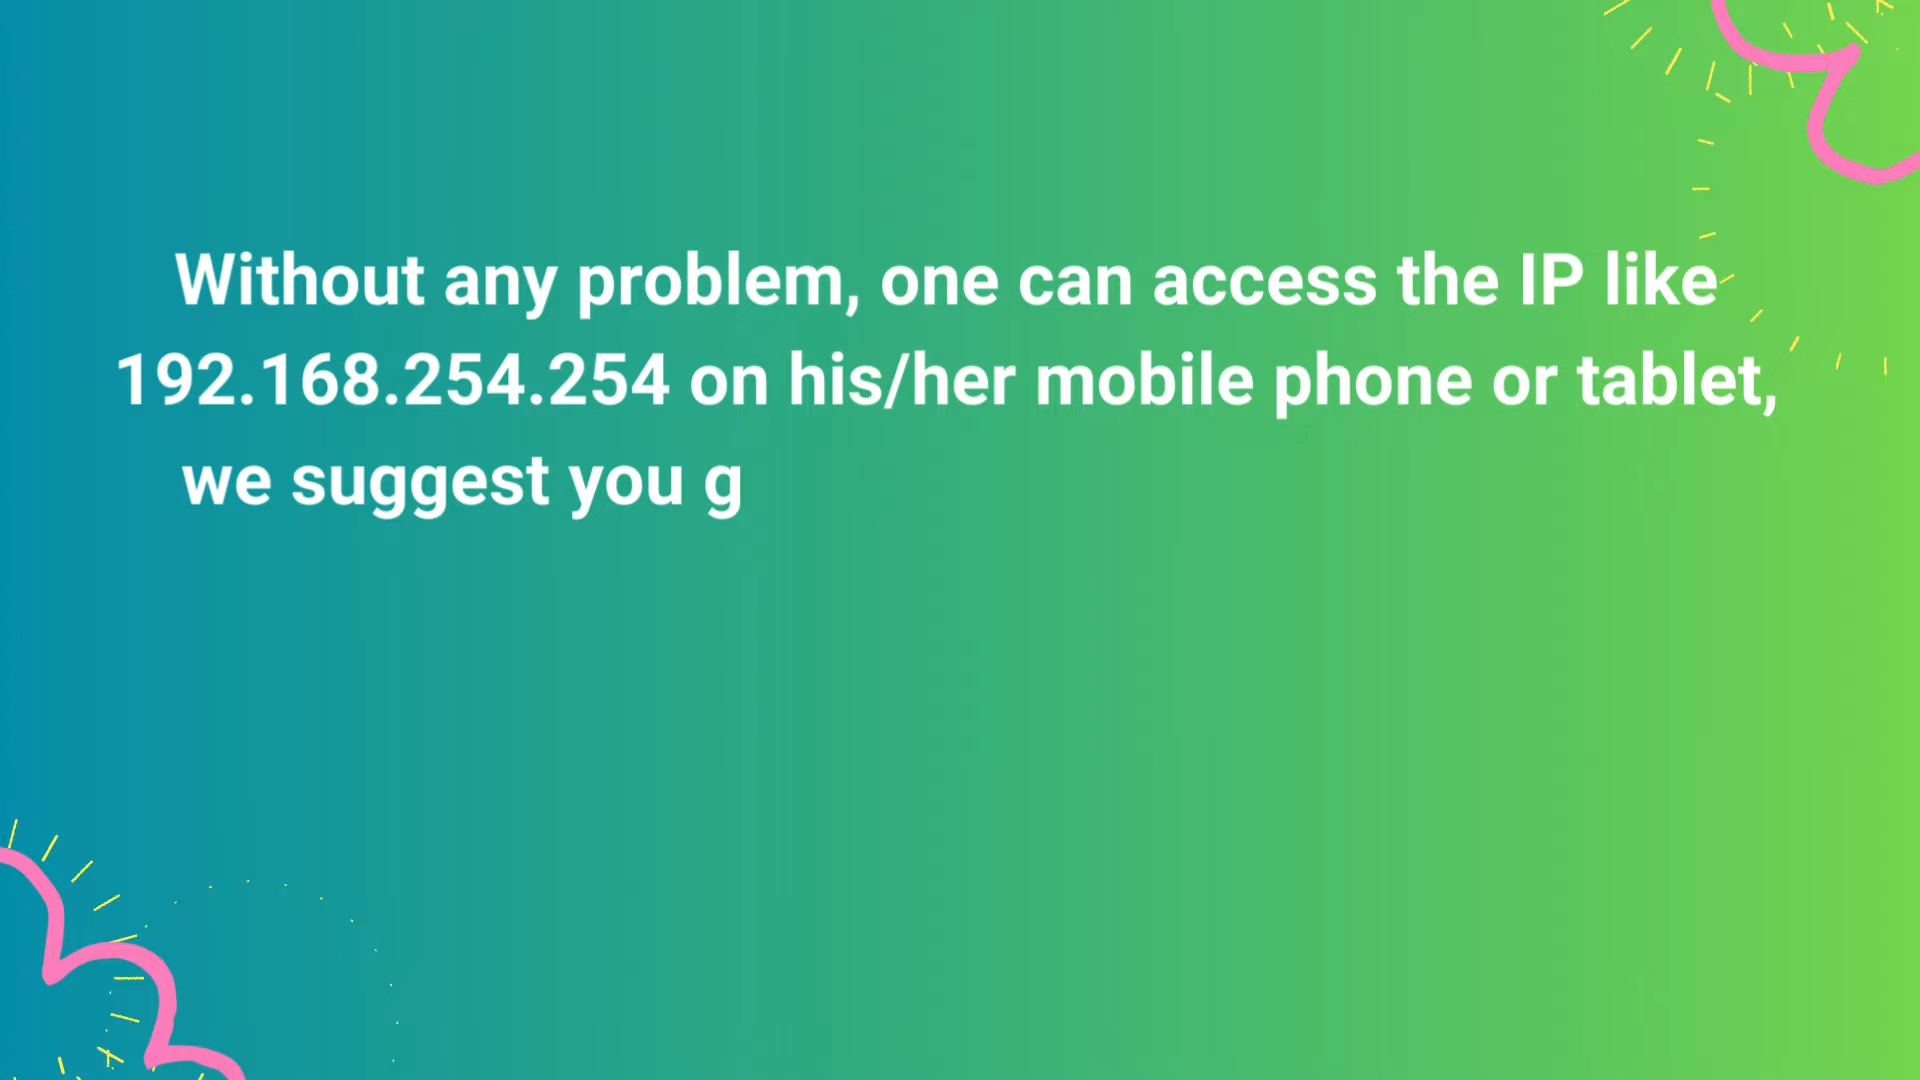 Without any problem, one can access the IP like
192.168.254.254 on his/her mobile phone or tablet,
we suggest you g